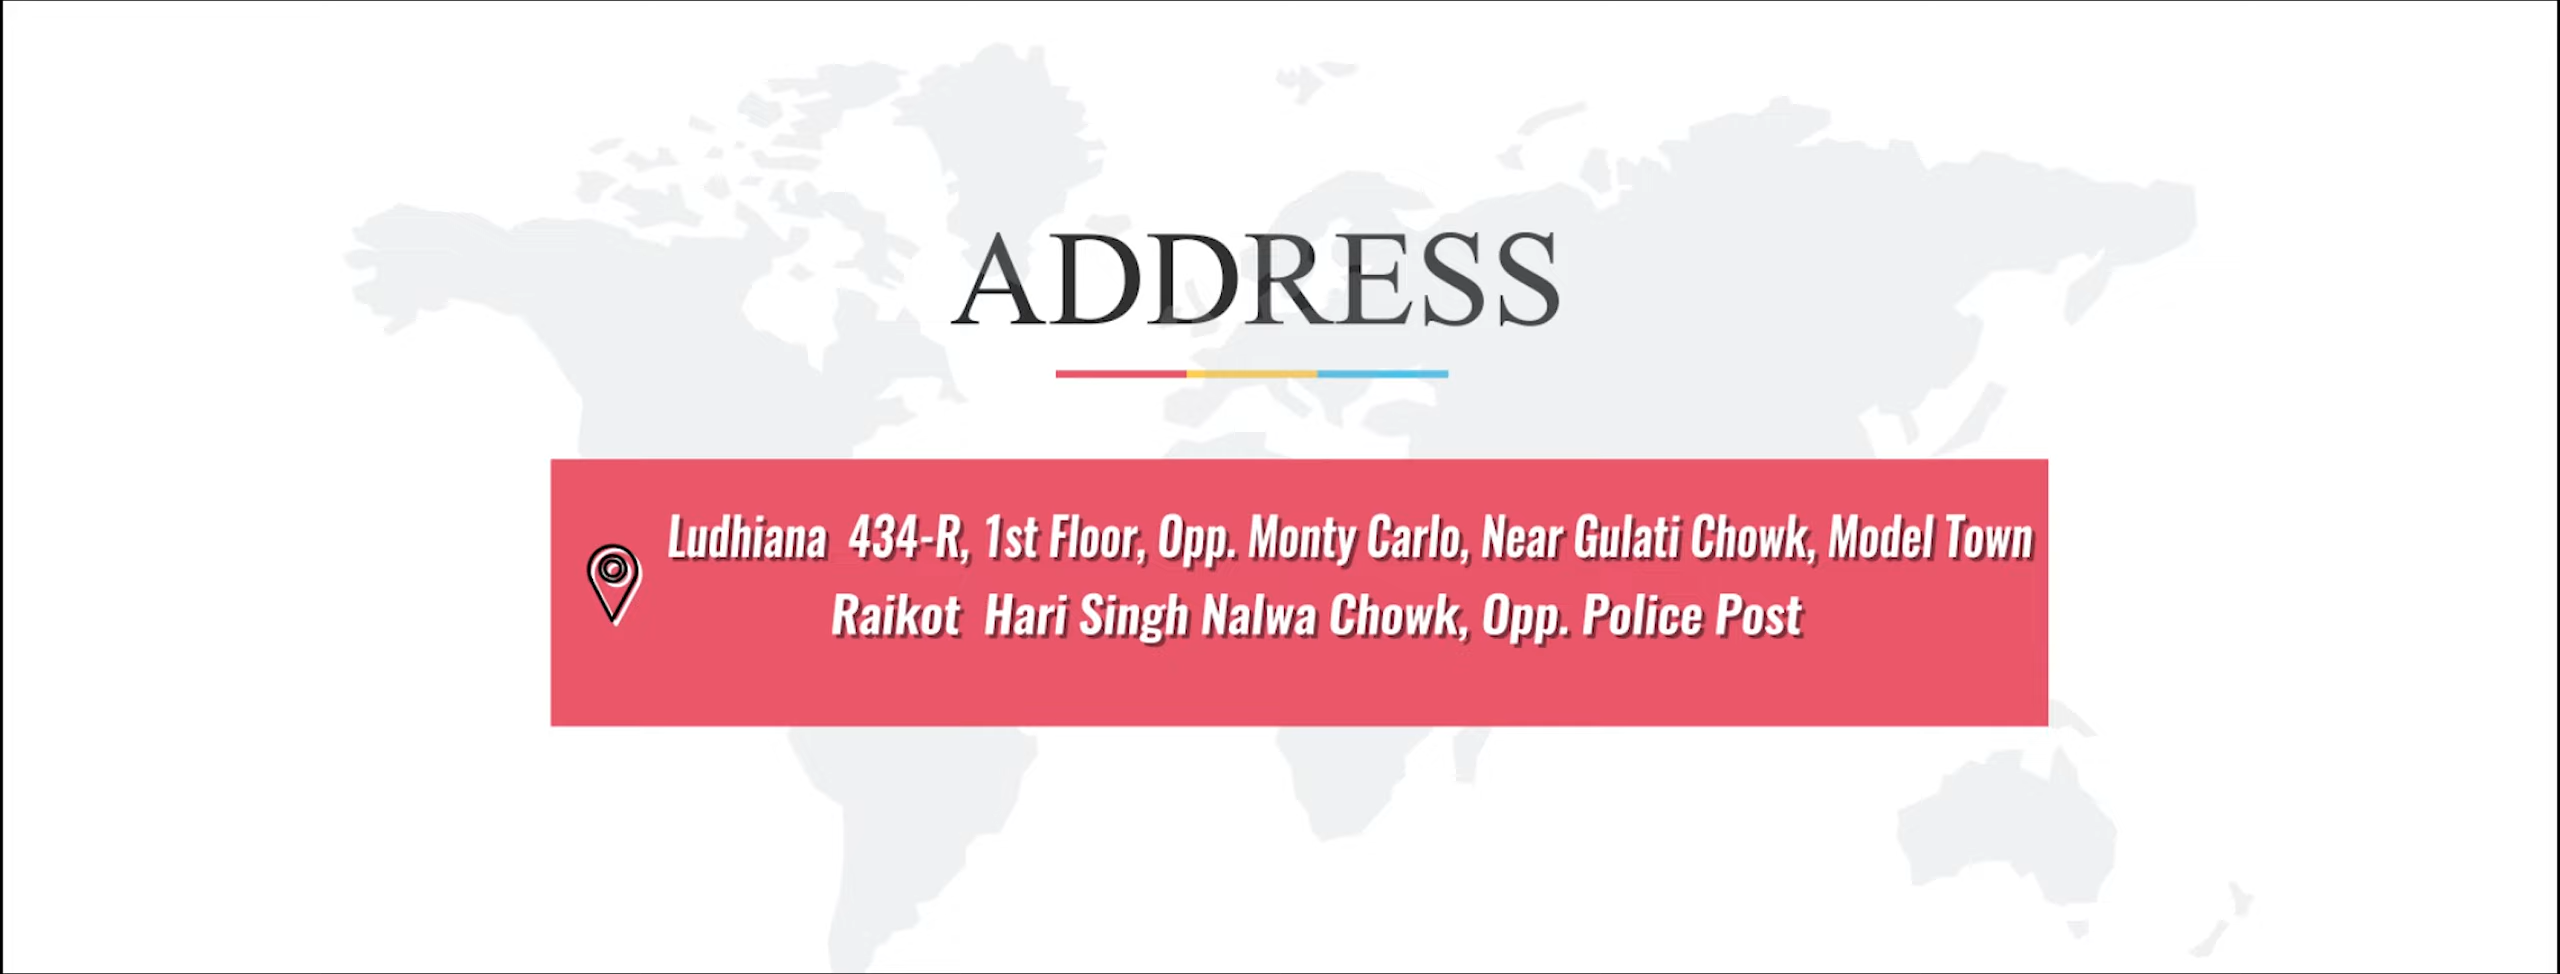 ADDRESS
Ludhiana 434-R, 1st Floor, Opp. Monty Carlo, Near Gulati Chowk, Model Town
Raikot Hari Singh Nalwa Chowk, Opp. Police Post